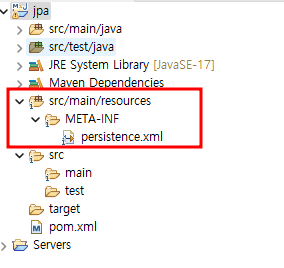 jpa
src/main/java
src/test/java
JRE System Library [JavaSE-17]
Maven Dependencies
src/main/resources
META-INF
persistence.xml
src
main
test
target
pom.xml
Servers